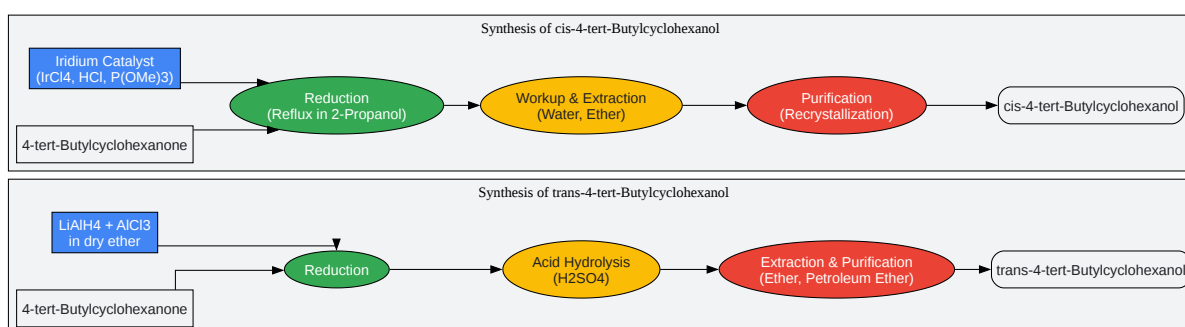 Synthesis of cis-4-tert-Butylcyclohexanol
Iridium Catalyst
(IrCl4, HCl, P(OMe)3)
4-tert-Butylcyclohexanone
Reduction
(Reflux in 2-Propanol)
Workup & Extraction
(Water, Ether)
Purification
(Recrystallization)
cis-4-tert-Butylcyclohexanol
Synthesis of trans-4-tert-Butylcyclohexanol
LiAlH4 + AlCl3
in dry ether
4-tert-Butylcyclohexanone
Reduction
Acid Hydrolysis
(H2SO4)
Extraction & Purification
(Ether, Petroleum Ether)
trans-4-tert-Butylcyclohexanol